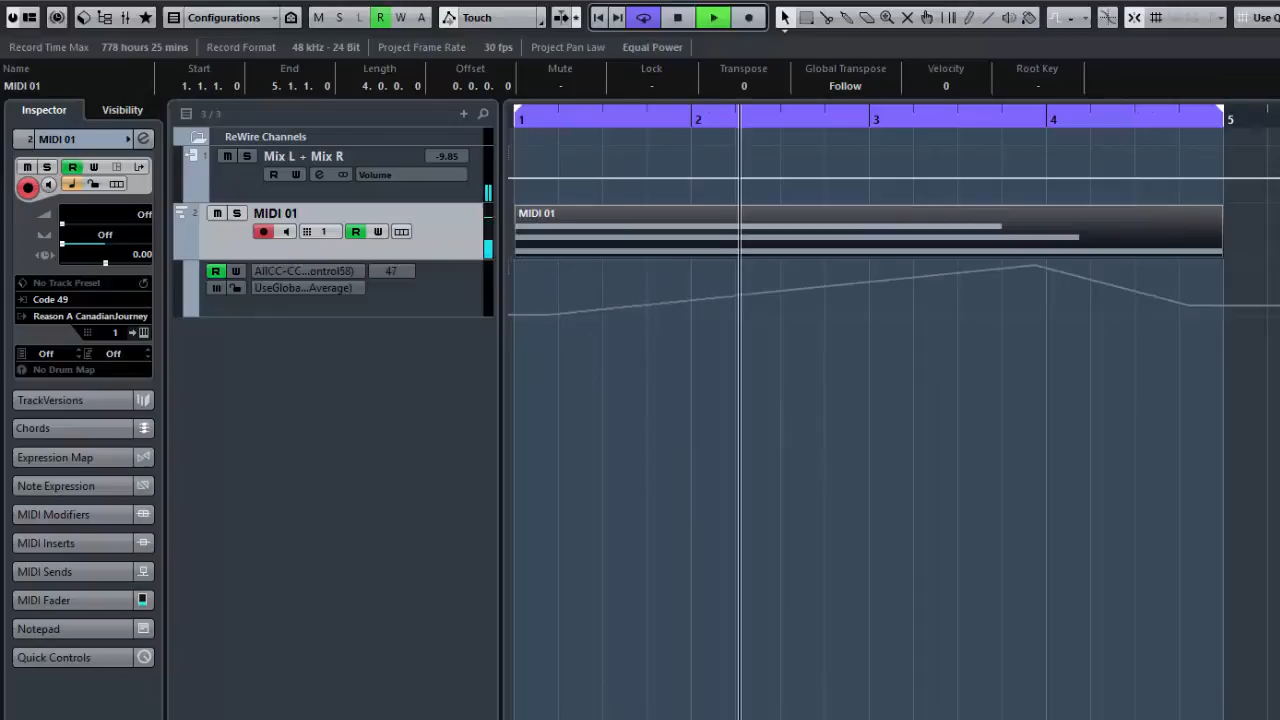 Configurations M S L R W A Touch Use Q
Record Time Max 778 hours 25 mins Record Format 48 kHz - 24 Bit Project Frame Rate 30 fps Project Pan Law Equal Power
Name Start End Length Offset Mute Lock Transpose Global Transpose Velocity Root Key
MIDI 01 1. 1. 1. 0 5. 1. 1. 0 4. 0. 0. 0 0. 0. 0. 0 - - 0 Follow 0 -
Inspector Visibility 3 / 3 1 2 3 4 5
2 MIDI 01 e ReWire Channels
m S R W 1 m S Mix L + Mix R -9.85
R W e Volume
Off 2 m S MIDI 01 MIDI 01
Off 1 R W
0.00
No Track Preset R W AllCC-CC...ontrol58) 47
Code 49 m UseGloba...Average)
Reason A CanadianJourney
1
Off Off
No Drum Map
TrackVersions
Chords
Expression Map
Note Expression
MIDI Modifiers
MIDI Inserts
MIDI Sends
MIDI Fader
Notepad
Quick Controls